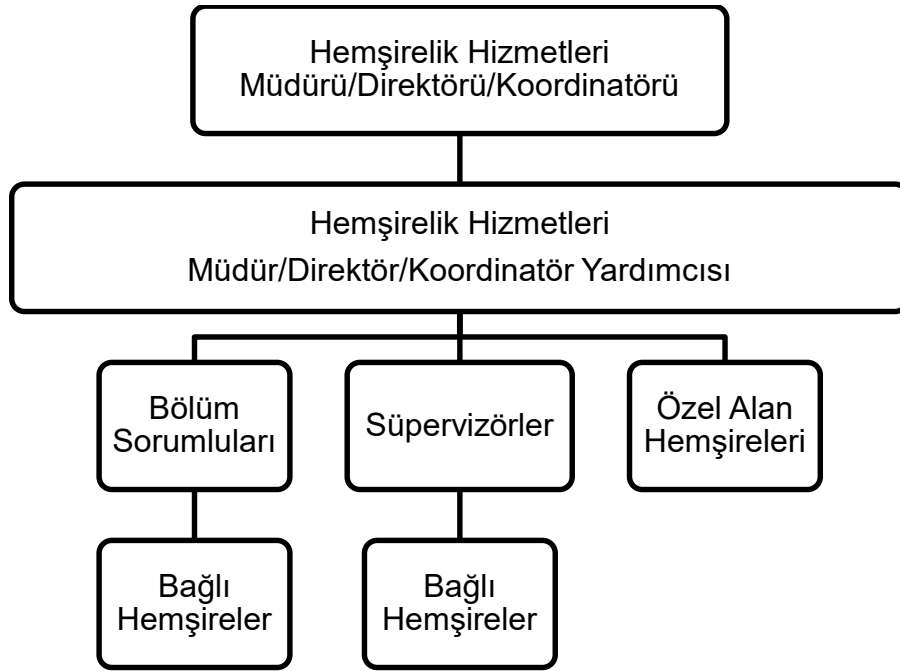 Hemşirelik Hizmetleri
Müdürü/Direktörü/Koordinatörü
Hemşirelik Hizmetleri
Müdür/Direktör/Koordinatör Yardımcısı
Bölüm
Sorumluları
Süpervizörler
Özel Alan
Hemşireleri
Bağlı
Hemşireler
Bağlı
Hemşireler